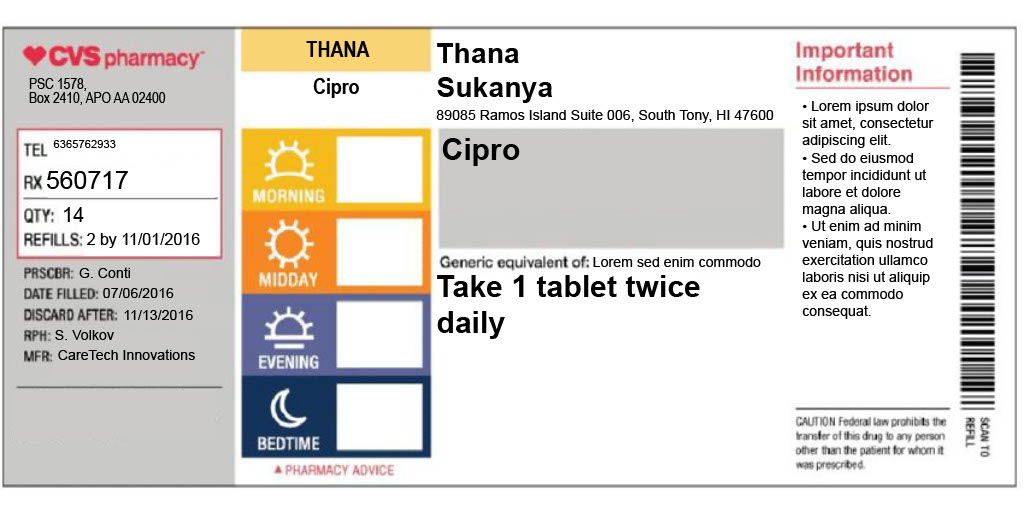 CVS pharmacy
PSC 1578,
Box 2410, APO AA 02400
TEL 6365762933
RX 560717
QTY: 14
REFILLS: 2 by 11/01/2016
PRSCBR: G. Conti
DATE FILLED: 07/06/2016
DISCARD AFTER: 11/13/2016
RPH: S. Volkov
MFR: CareTech Innovations
THANA
Cipro
MORNING
MIDDAY
EVENING
BEDTIME
▲ PHARMACY ADVICE
Thana
Sukanya
89085 Ramos Island Suite 006, South Tony, HI 47600
Cipro
Generic equivalent of: Lorem sed enim commodo
Take 1 tablet twice
daily
Important
Information
• Lorem ipsum dolor
sit amet, consectetur
adipiscing elit.
• Sed do eiusmod
tempor incididunt ut
labore et dolore
magna aliqua.
• Ut enim ad minim
veniam, quis nostrud
exercitation ullamco
laboris nisi ut aliquip
ex ea commodo
consequat.
CAUTION Federal law prohibits the
transfer of this drug to any person
other than the patient for whom it
was prescribed.
SCAN TO
REFILL